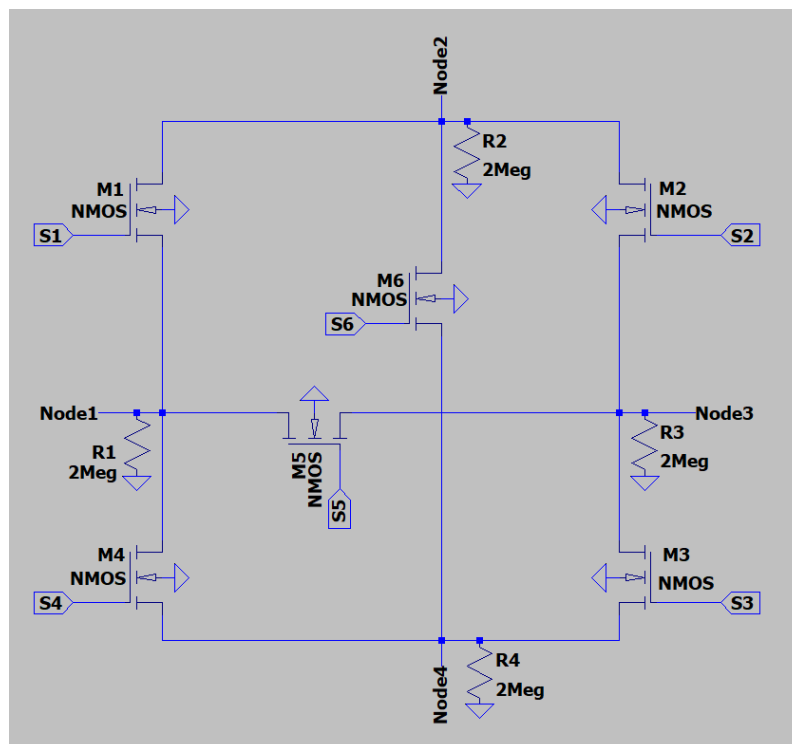 Node2
R2
2Meg
M1
NMOS
S1
M2
NMOS
S2
M6
NMOS
S6
Node1
Node3
R1
2Meg
R3
2Meg
M5
NMOS
S5
M4
NMOS
S4
M3
NMOS
S3
Node4
R4
2Meg